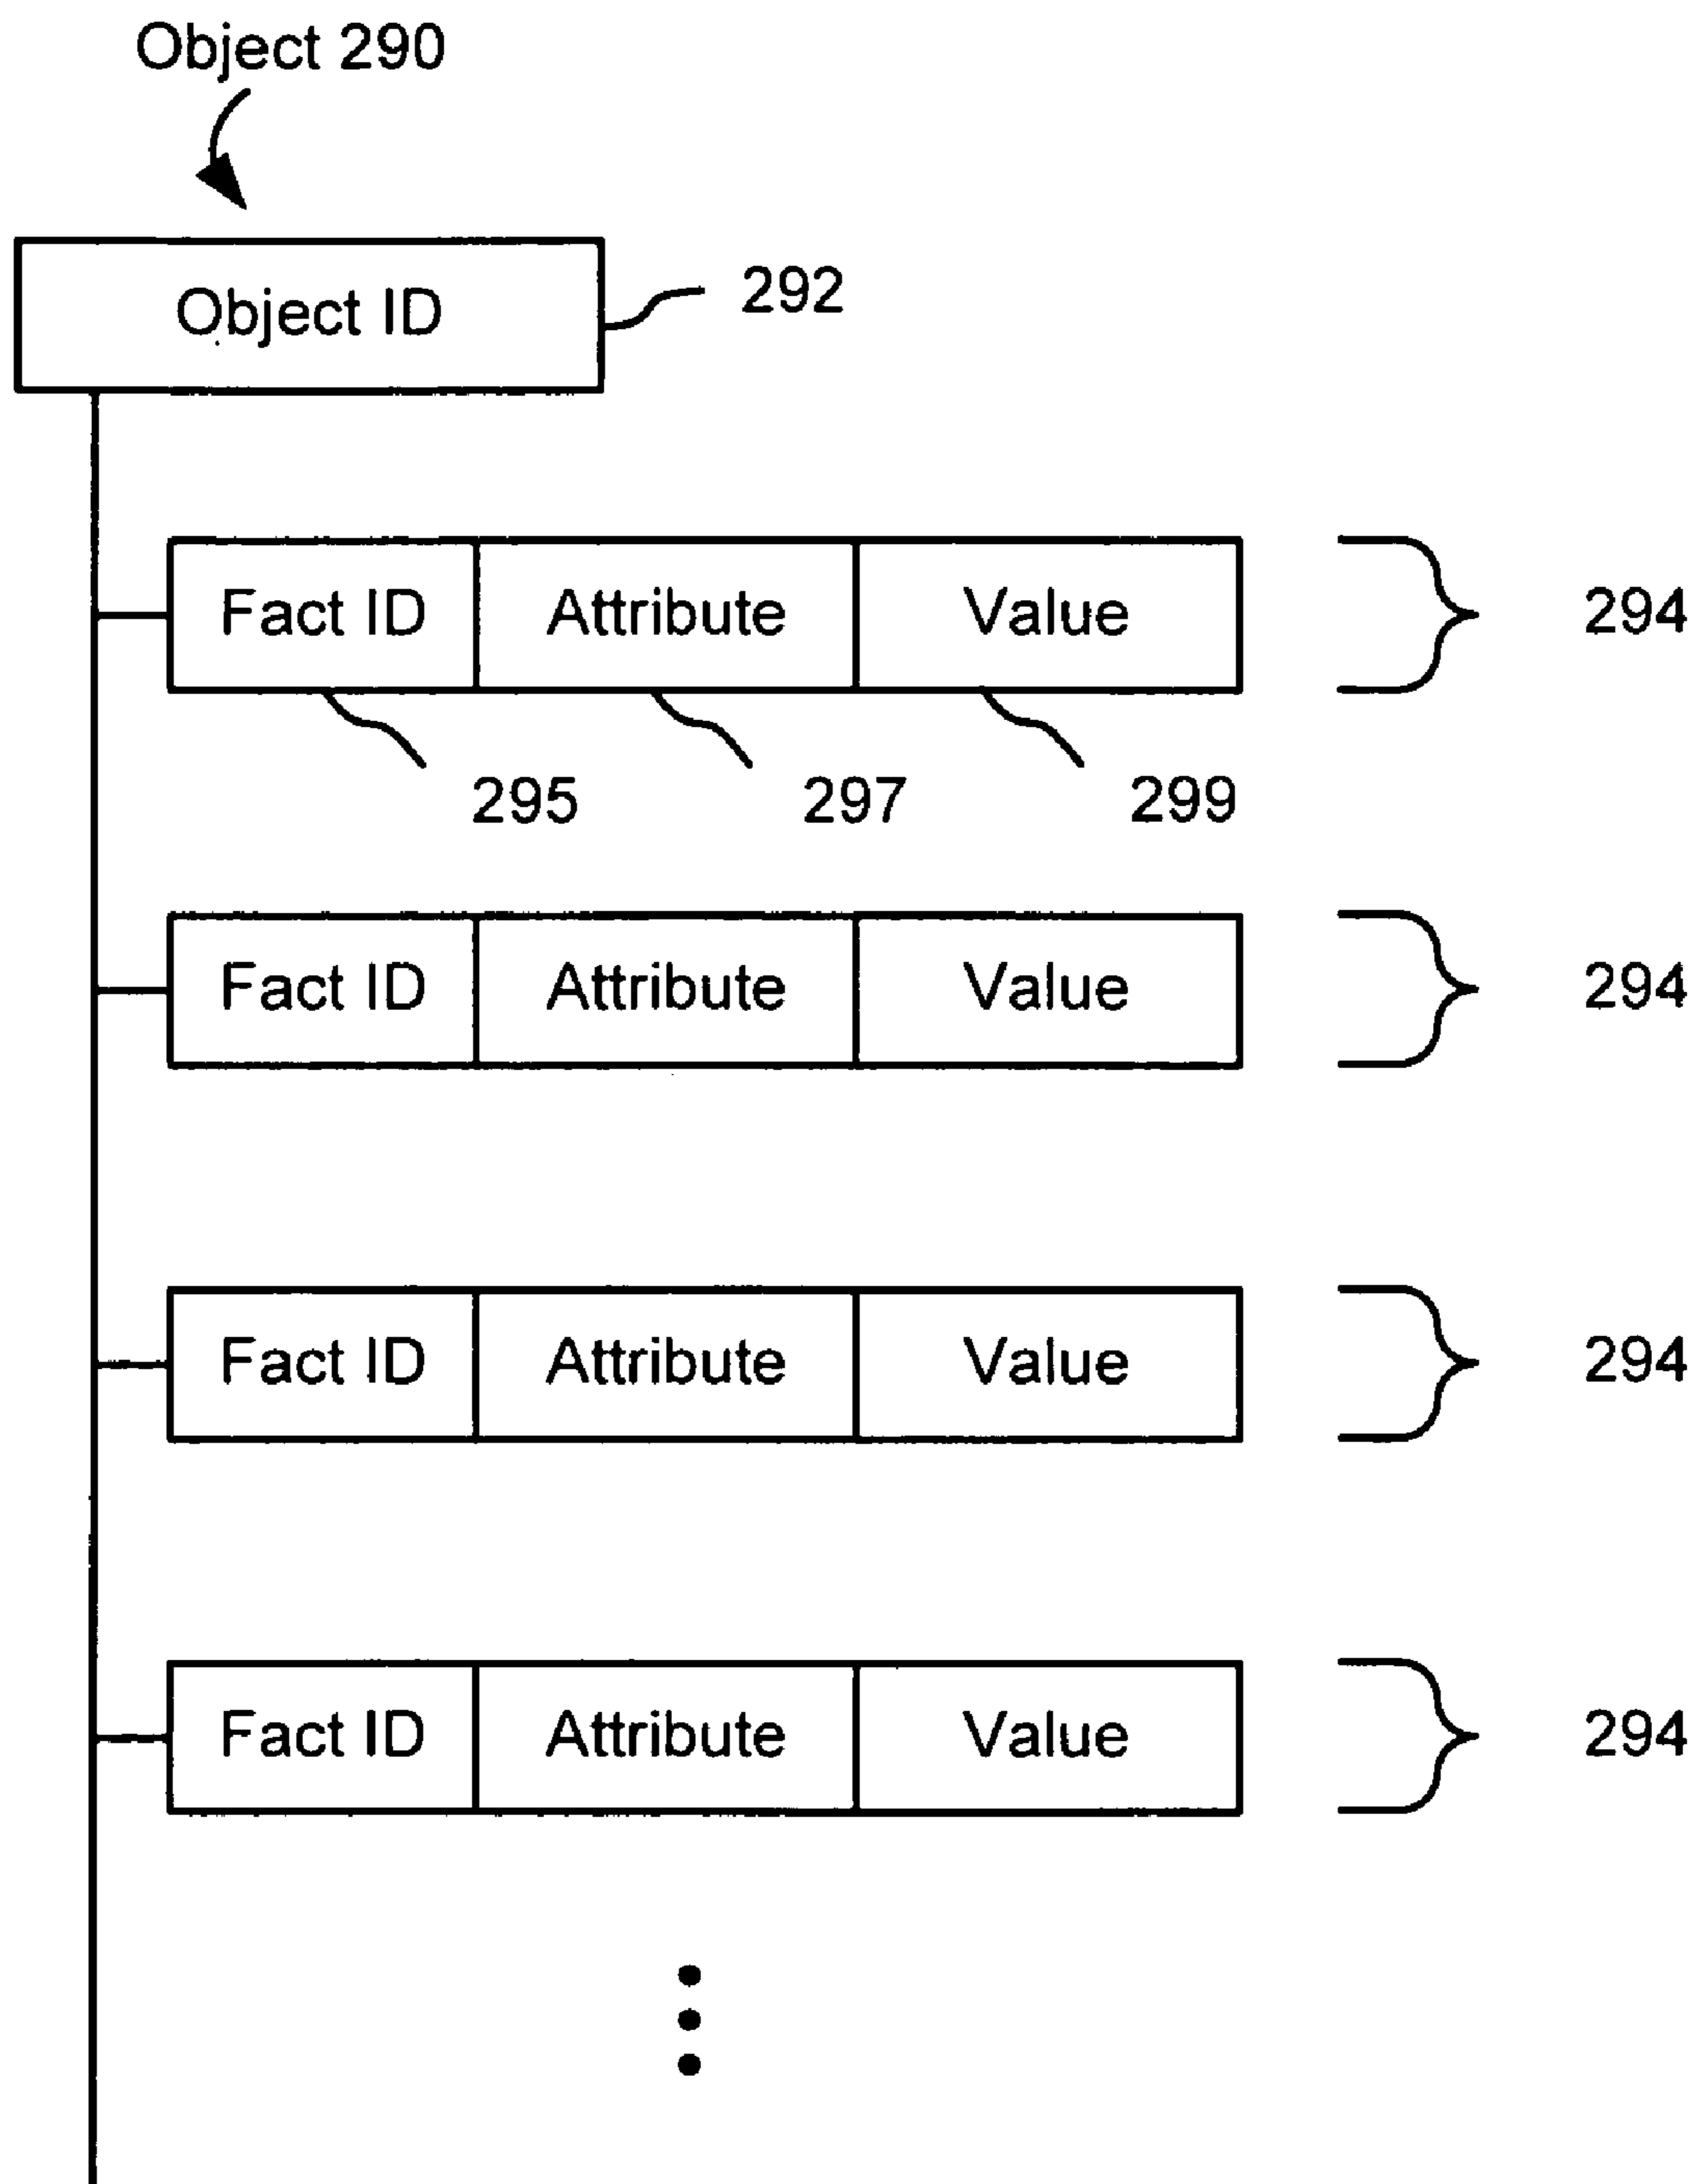 Object 290
Object ID
292
Fact ID Attribute Value
294
295 297 299
Fact ID Attribute Value
294
Fact ID Attribute Value
294
Fact ID Attribute Value
294